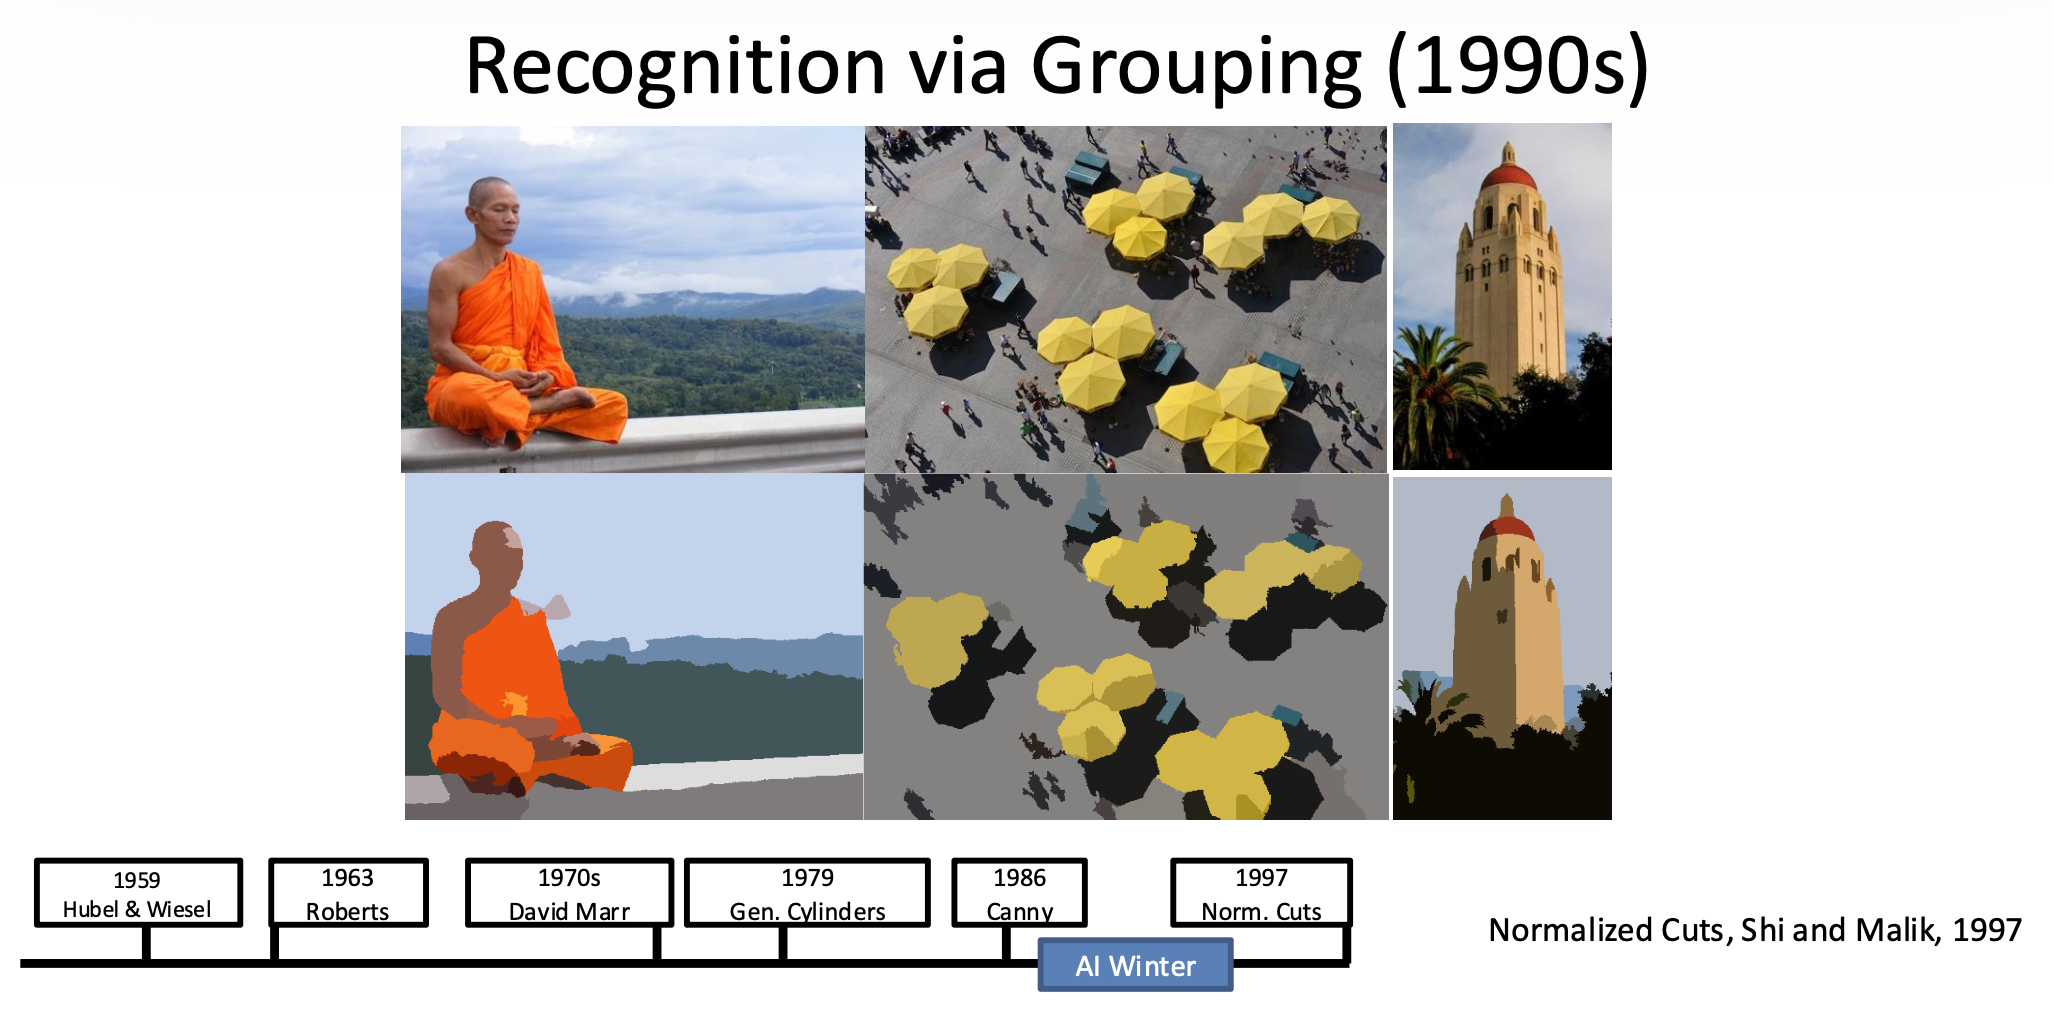 Recognition via Grouping (1990s)
1959
Hubel & Wiesel
1963
Roberts
1970s
David Marr
1979
Gen. Cylinders
1986
Canny
1997
Norm. Cuts
AI Winter
Normalized Cuts, Shi and Malik, 1997